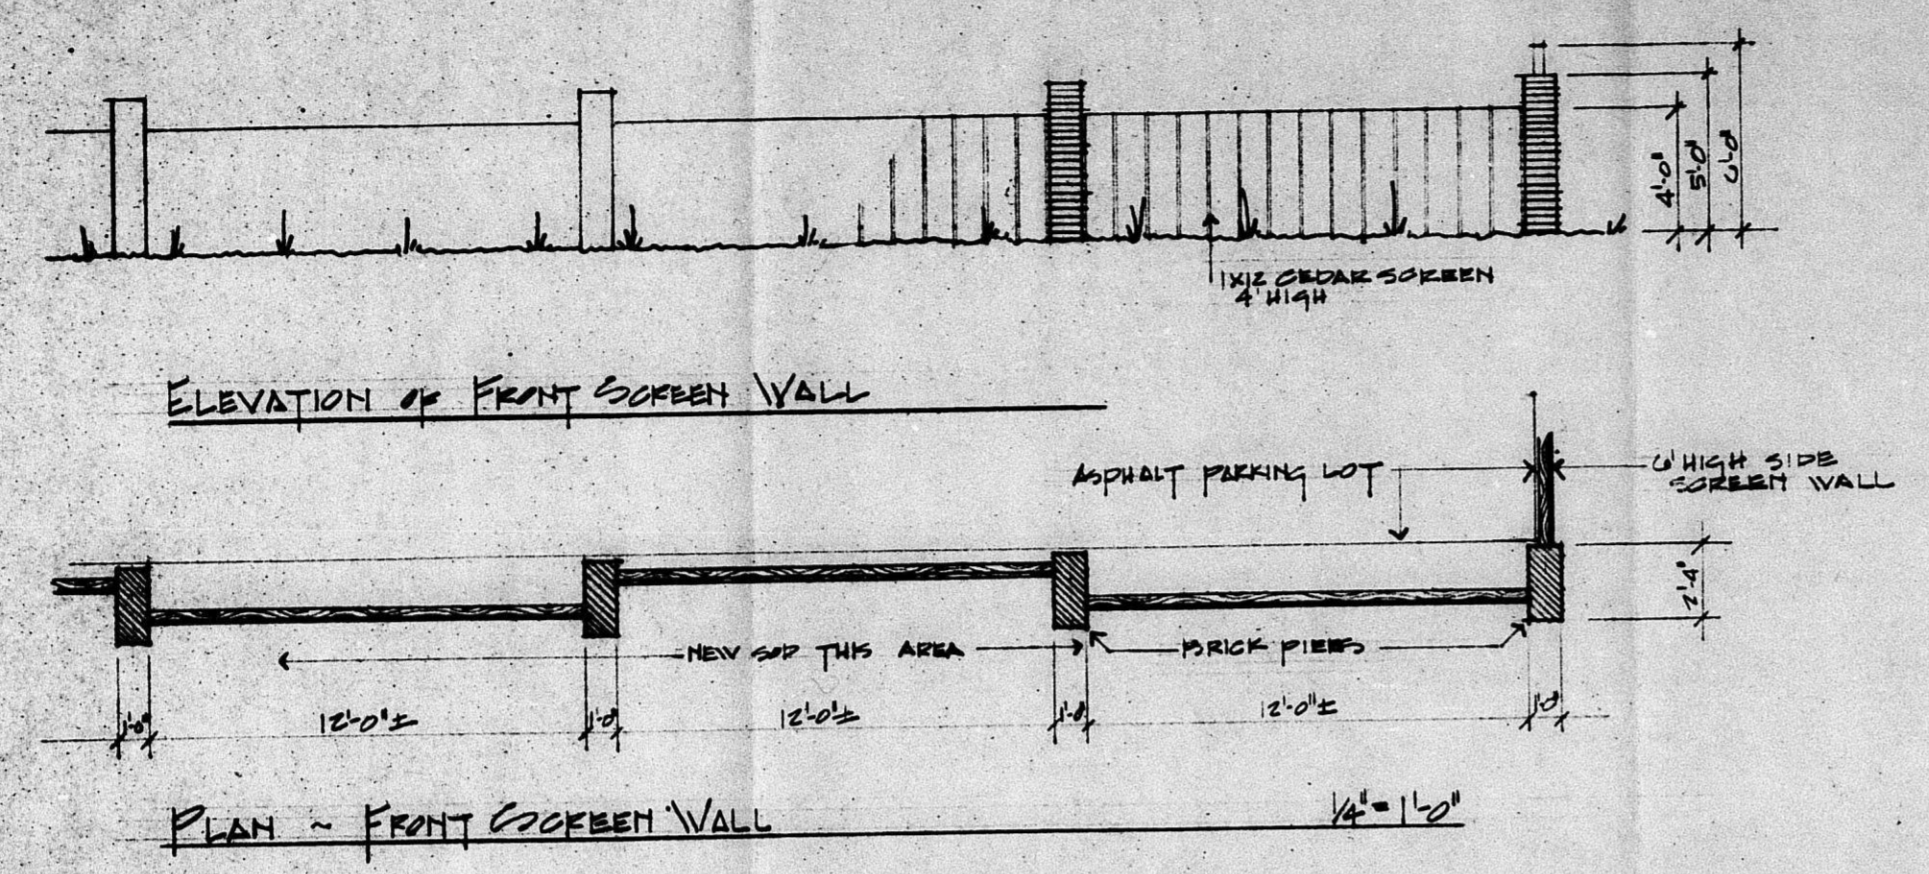 4'-0"
5'-0"
6'-0"
1X12 CEDAR SCREEN
4' HIGH
ELEVATION OF FRONT SCREEN WALL
ASPHALT PARKING LOT
6' HIGH SIDE
SCREEN WALL
2'-4"
NEW SOD THIS AREA
BRICK PIERS
1'-0"
12'-0"±
1'-0"
12'-0"±
1'-0"
12'-0"±
1'-0"
PLAN ~ FRONT SCREEN WALL
1/4" = 1'-0"